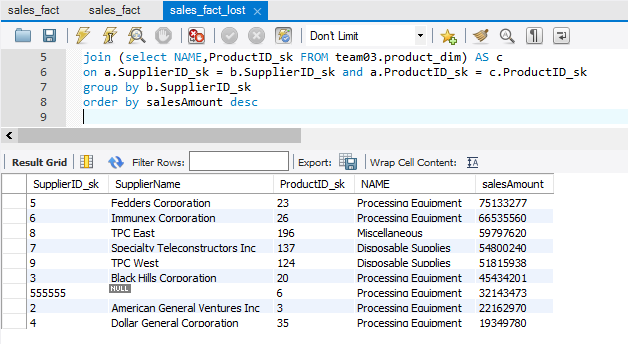 sales_fact sales_fact sales_fact_lost
Don't Limit
5 join (select NAME,ProductID_sk FROM team03.product_dim) AS c
6 on a.SupplierID_sk = b.SupplierID_sk and a.ProductID_sk = c.ProductID_sk
7 group by b.SupplierID_sk
8 order by salesAmount desc
9
Result Grid Filter Rows: Export: Wrap Cell Content:
SupplierID_sk SupplierName ProductID_sk NAME salesAmount
5 Fedders Corporation 23 Processing Equipment 75133277
6 Immunex Corporation 26 Processing Equipment 66535560
8 TPC East 196 Miscellaneous 59797620
7 Specialty Teleconstructors Inc 137 Disposable Supplies 54800240
9 TPC West 124 Disposable Supplies 51815938
3 Black Hills Corporation 20 Processing Equipment 45434201
555555 NULL 6 Processing Equipment 32143473
2 American General Ventures Inc 3 Processing Equipment 22162970
4 Dollar General Corporation 35 Processing Equipment 19349780